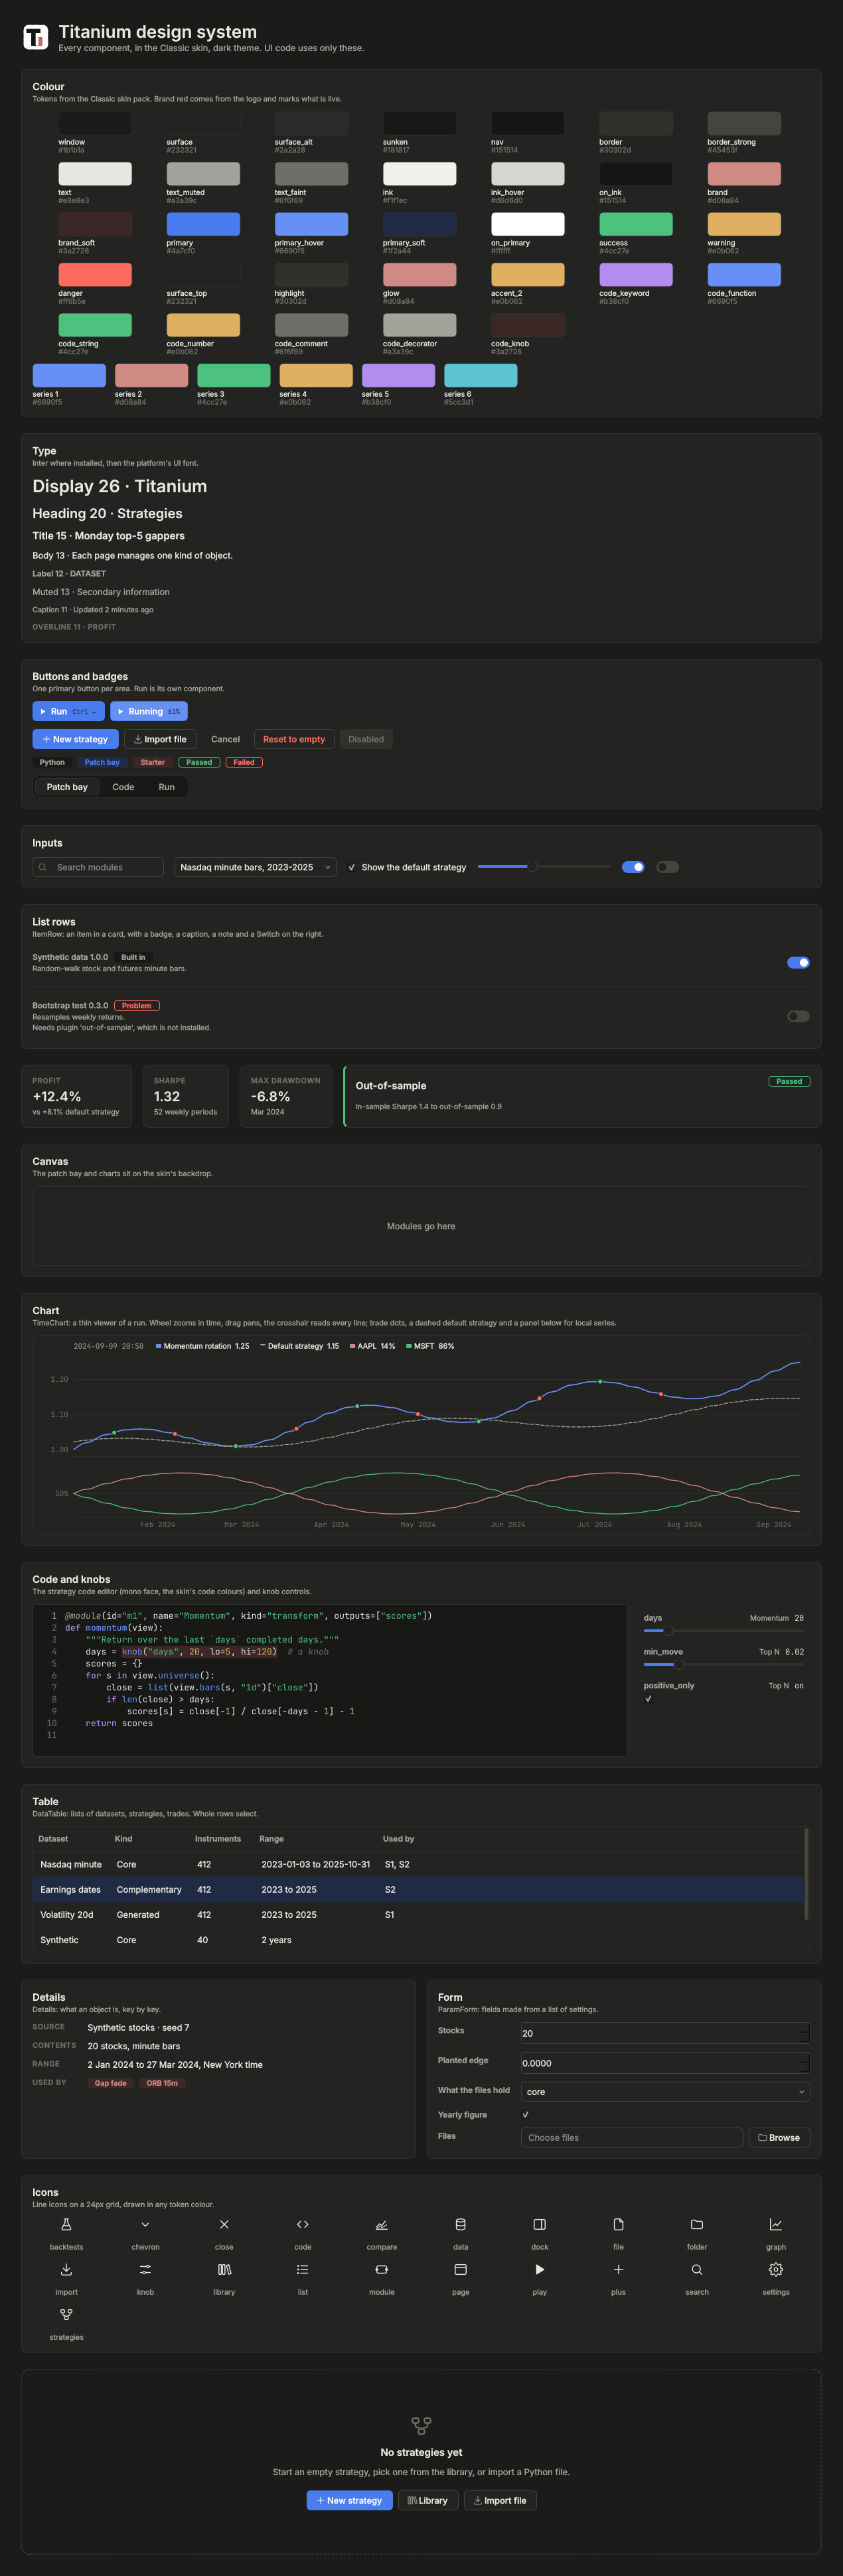 Titanium design system
Every component, in the Classic skin, dark theme. UI code uses only these.
Colour
Tokens from the Classic skin pack. Brand red comes from the logo and marks what is live.
window surface surface_alt sunken nav border border_strong
#1b1b1a #232321 #2a2a28 #181817 #151514 #30302d #45453f
text text_muted text_faint ink ink_hover on_ink brand
#e8e8e3 #a3a39c #6f6f69 #f1f1ec #d6d6d0 #151514 #d08a84
brand_soft primary primary_hover primary_soft on_primary success warning
#3a2726 #4a7cf0 #6690f5 #1f2a44 #ffffff #4cc27e #e0b062
danger surface_top highlight glow accent_2 code_keyword code_function
#ff6b5e #232321 #30302d #d08a84 #e0b062 #b38cf0 #6690f5
code_string code_number code_comment code_decorator code_knob
#4cc27e #e0b062 #6f6f69 #a3a39c #3a2726
series 1 series 2 series 3 series 4 series 5 series 6
#6690f5 #d08a84 #4cc27e #e0b062 #b38cf0 #5cc3d1
Type
Inter where installed, then the platform's UI font.
Display 26 · Titanium
Heading 20 · Strategies
Title 15 · Monday top-5 gappers
Body 13 · Each page manages one kind of object.
Label 12 · DATASET
Muted 13 · Secondary information
Caption 11 · Updated 2 minutes ago
OVERLINE 11 · PROFIT
Buttons and badges
One primary button per area. Run is its own component.
Run Ctrl ↵ Running 61%
New strategy Import file Cancel Reset to empty Disabled
Python Patch bay Starter Passed Failed
Patch bay Code Run
Inputs
Search modules Nasdaq minute bars, 2023-2025 Show the default strategy
List rows
ItemRow: an item in a card, with a badge, a caption, a note and a Switch on the right.
Synthetic data 1.0.0 Built in
Random-walk stock and futures minute bars.
Bootstrap test 0.3.0 Problem
Resamples weekly returns.
Needs plugin 'out-of-sample', which is not installed.
PROFIT SHARPE MAX DRAWDOWN Out-of-sample Passed
+12.4% 1.32 -6.8%
vs +8.1% default strategy 52 weekly periods Mar 2024 In-sample Sharpe 1.4 to out-of-sample 0.9
Canvas
The patch bay and charts sit on the skin's backdrop.
Modules go here
Chart
TimeChart: a thin viewer of a run. Wheel zooms in time, drag pans, the crosshair reads every line; trade dots, a dashed default strategy and a panel below for local series.
2024-09-09 20:50 Momentum rotation 1.25 Default strategy 1.15 AAPL 14% MSFT 86%
1.20
1.10
1.00
50%
Feb 2024 Mar 2024 Apr 2024 May 2024 Jun 2024 Jul 2024 Aug 2024 Sep 2024
Code and knobs
The strategy code editor (mono face, the skin's code colours) and knob controls.
1 @module(id="m1", name="Momentum", kind="transform", outputs=["scores"])
2 def momentum(view):
3 """Return over the last `days` completed days."""
4 days = knob("days", 20, lo=5, hi=120) # a knob
5 scores = {}
6 for s in view.universe():
7 close = list(view.bars(s, "1d")["close"])
8 if len(close) > days:
9 scores[s] = close[-1] / close[-days - 1] - 1
10 return scores
11
days Momentum 20
min_move Top N 0.02
positive_only Top N on
Table
DataTable: lists of datasets, strategies, trades. Whole rows select.
Dataset Kind Instruments Range Used by
Nasdaq minute Core 412 2023-01-03 to 2025-10-31 S1, S2
Earnings dates Complementary 412 2023 to 2025 S2
Volatility 20d Generated 412 2023 to 2025 S1
Synthetic Core 40 2 years
Details
Details: what an object is, key by key.
SOURCE Synthetic stocks · seed 7
CONTENTS 20 stocks, minute bars
RANGE 2 Jan 2024 to 27 Mar 2024, New York time
USED BY Gap fade ORB 15m
Form
ParamForm: fields made from a list of settings.
Stocks 20
Planted edge 0.0000
What the files hold core
Yearly figure
Files Choose files Browse
Icons
Line icons on a 24px grid, drawn in any token colour.
backtests chevron close code compare data dock file folder graph
import knob library list module page play plus search settings
strategies
No strategies yet
Start an empty strategy, pick one from the library, or import a Python file.
New strategy Library Import file